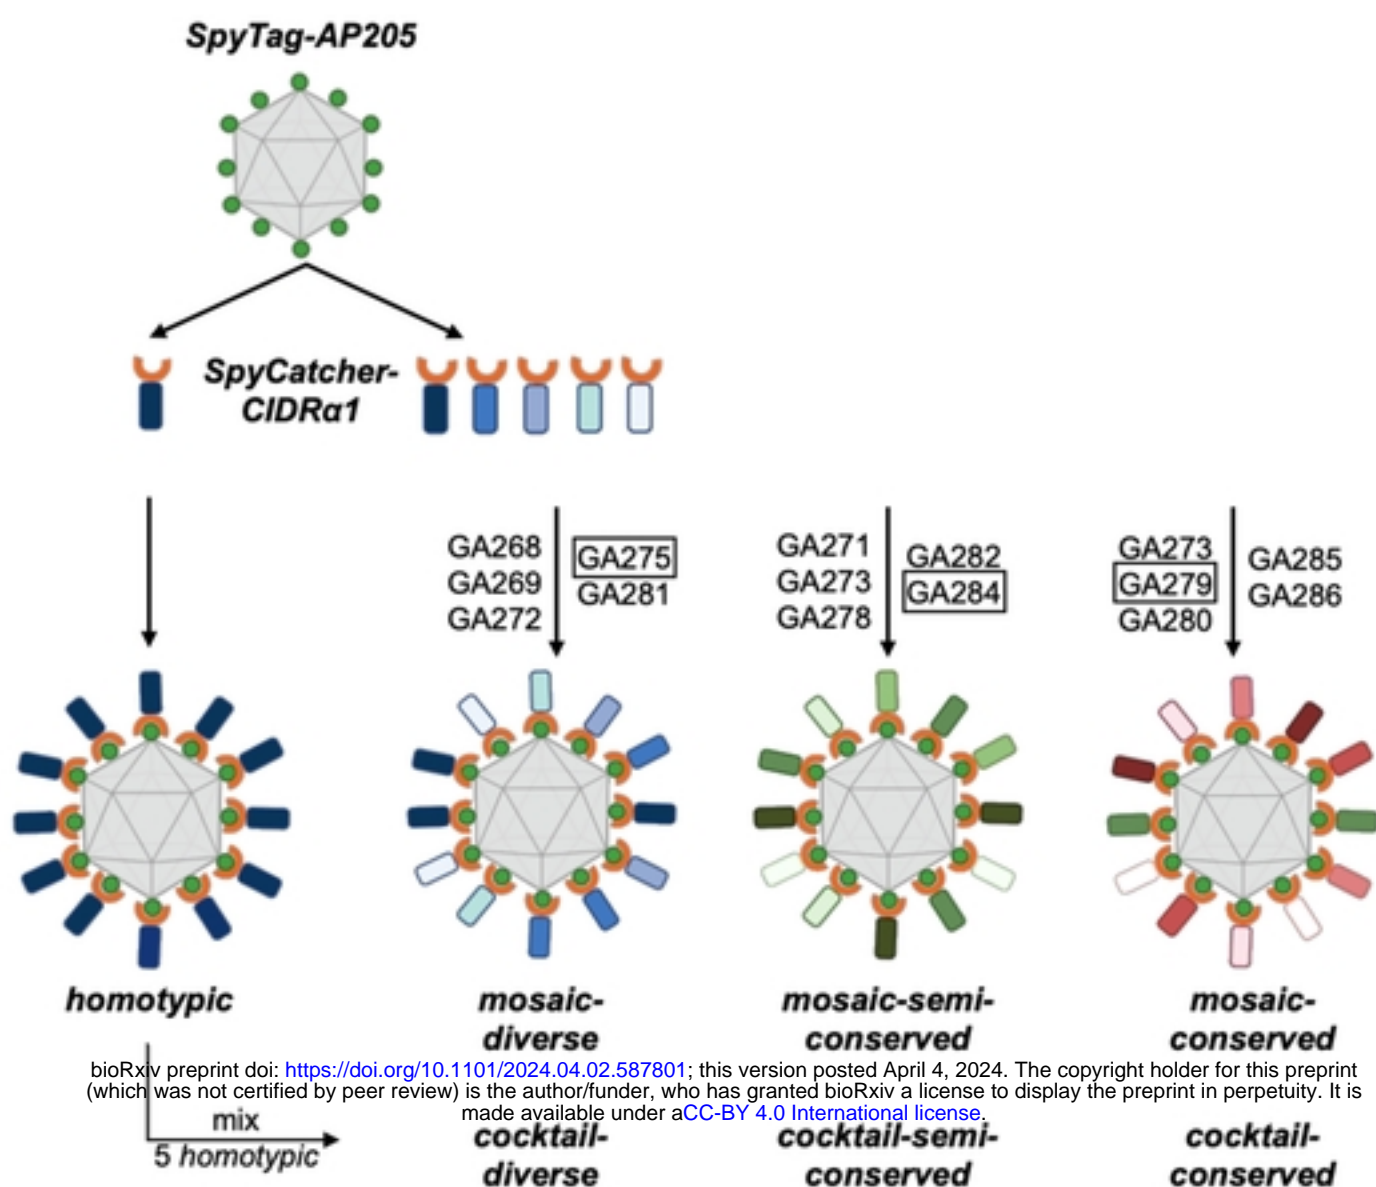 SpyTag-AP205
SpyCatcher-
CIDRα1
GA268
GA269
GA272
GA275
GA281
GA271
GA273
GA278
GA282
GA284
GA273
GA279
GA280
GA285
GA286
homotypic
mosaic-
diverse
mosaic-semi-
conserved
mosaic-
conserved
bioRxiv preprint doi: https://doi.org/10.1101/2024.04.02.587801; this version posted April 4, 2024. The copyright holder for this preprint
(which was not certified by peer review) is the author/funder, who has granted bioRxiv a license to display the preprint in perpetuity. It is
made available under aCC-BY 4.0 International license.
mix
5 homotypic
cocktail-
diverse
cocktail-semi-
conserved
cocktail-
conserved